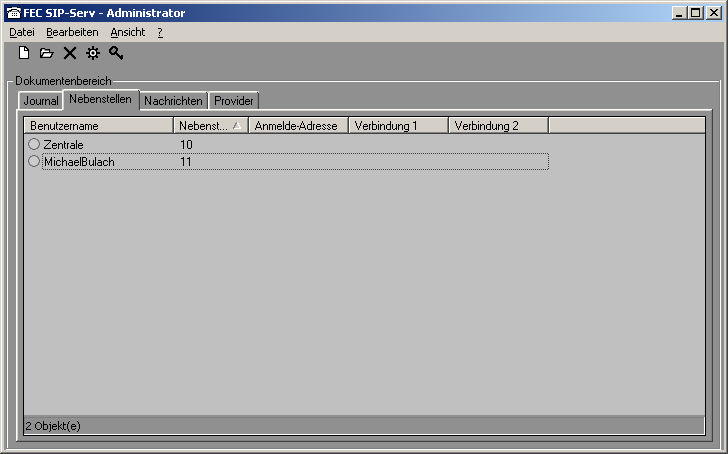 FEC SIP-Serv - Administrator
Datei Bearbeiten Ansicht ?
Dokumentenbereich
Journal Nebenstellen Nachrichten Provider
Benutzername Nebenst... Anmelde-Adresse Verbindung 1 Verbindung 2
Zentrale 10
MichaelBulach 11
2 Objekt(e)